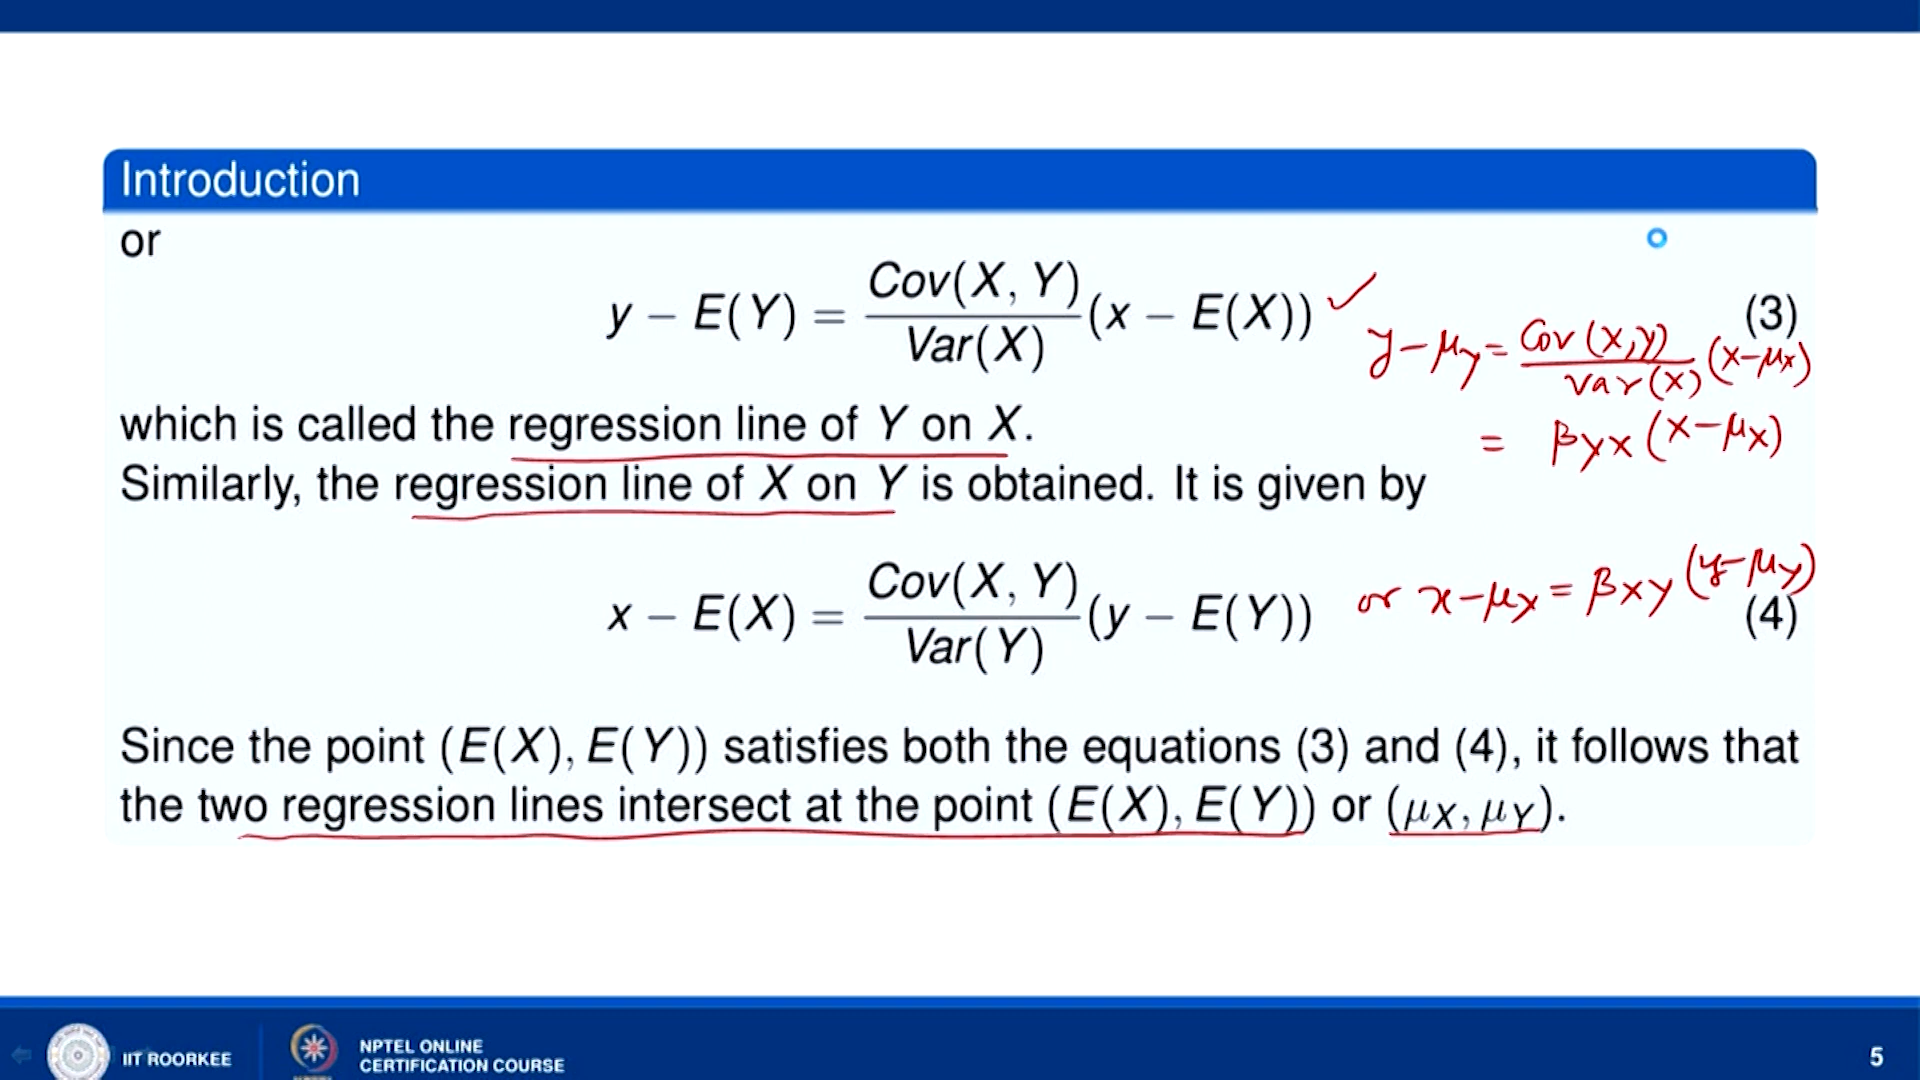 Introduction
or
y − E(Y) = Cov(X, Y) / Var(X) (x − E(X)) ✓ (3)
y − μy = Cov (X,Y) / Var (X) (x − μx)
= βyx (x − μx)
which is called the regression line of Y on X.
Similarly, the regression line of X on Y is obtained. It is given by
x − E(X) = Cov(X, Y) / Var(Y) (y − E(Y)) (4)
or x − μx = βxy (y − μy)
Since the point (E(X), E(Y)) satisfies both the equations (3) and (4), it follows that
the two regression lines intersect at the point (E(X), E(Y)) or (μX, μY).
IIT ROORKEE
NPTEL ONLINE
CERTIFICATION COURSE
5